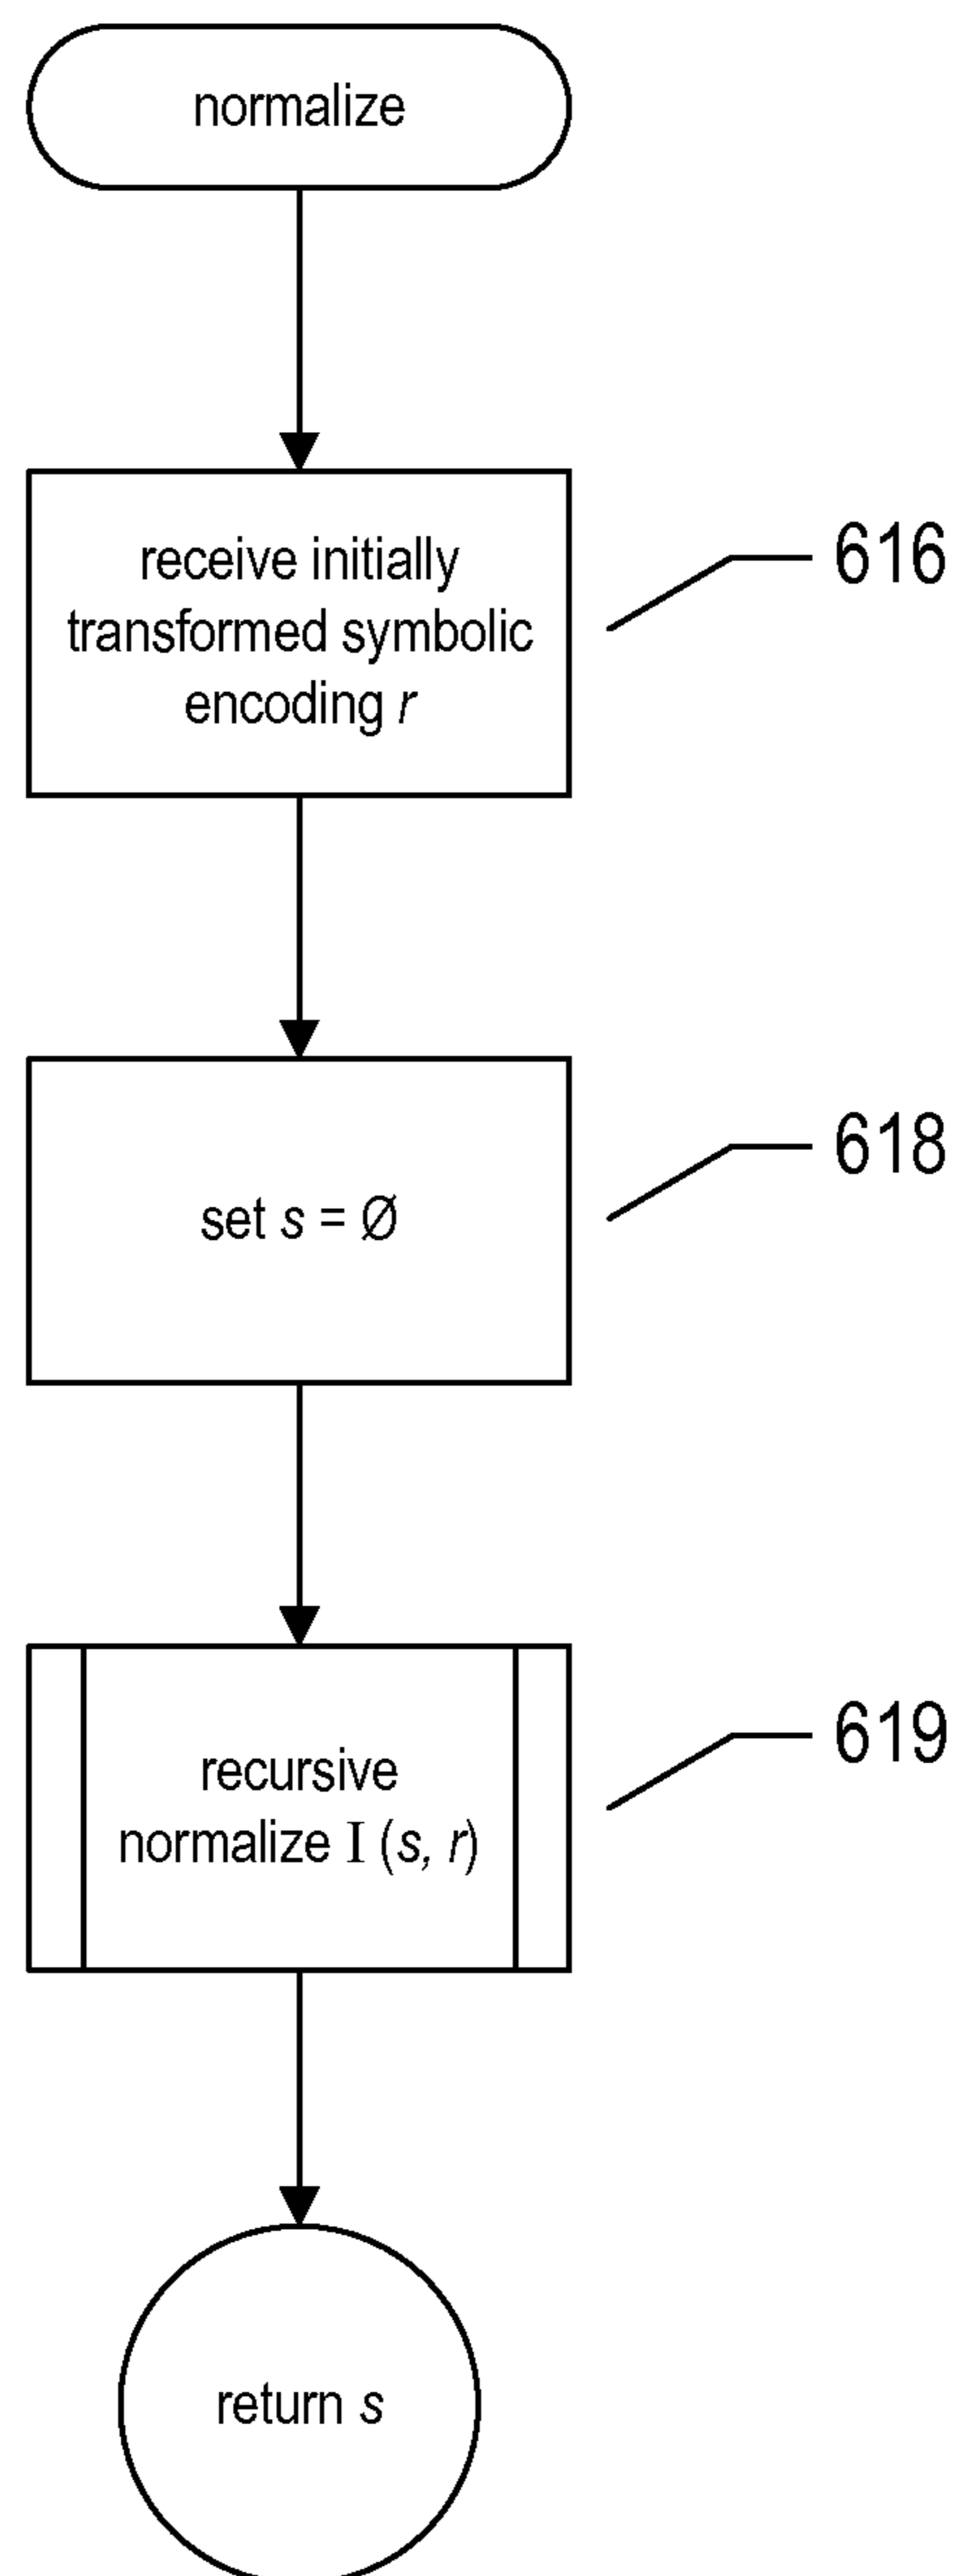 normalize
receive initially
transformed symbolic
encoding r
616
set s = Ø
618
recursive
normalize I (s, r)
619
return s